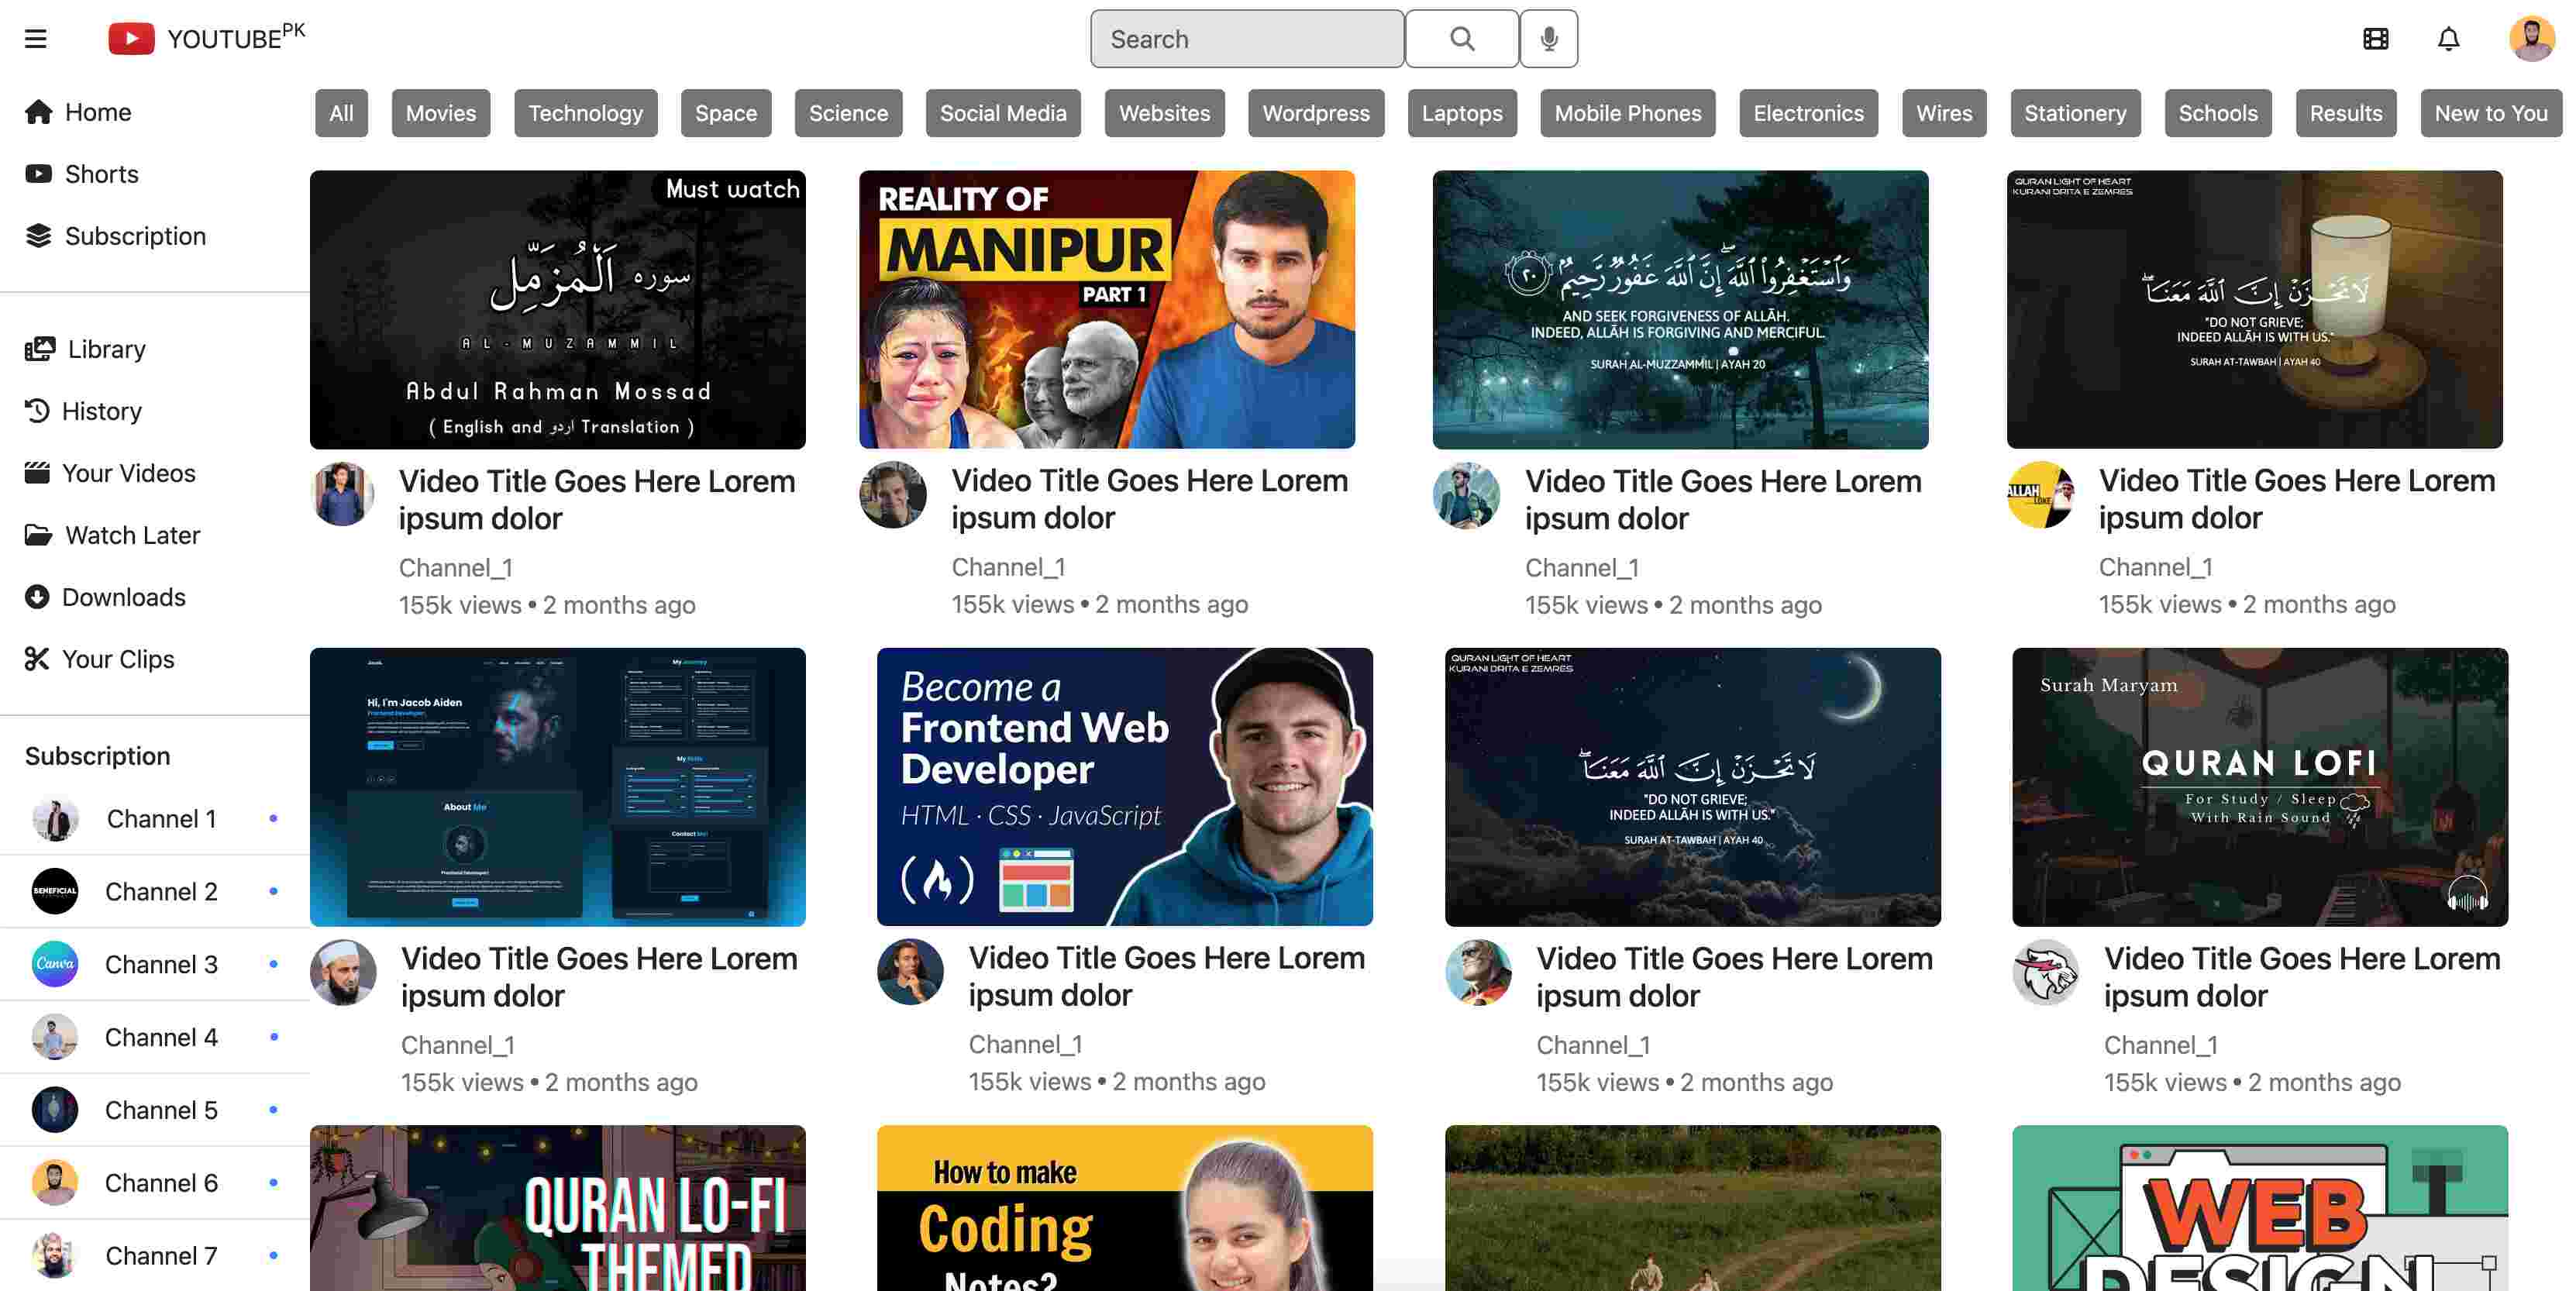 YOUTUBE PK
Search
Home
Shorts
Subscription
Library
History
Your Videos
Watch Later
Downloads
Your Clips
Subscription
Channel 1
BENEFICIAL
Channel 2
Canva
Channel 3
Channel 4
Channel 5
Channel 6
Channel 7
All
Movies
Technology
Space
Science
Social Media
Websites
Wordpress
Laptops
Mobile Phones
Electronics
Wires
Stationery
Schools
Results
New to You
Must watch
سورہ اَلْمُزَمِّل
AL-MUZAMMIL
Abdul Rahman Mossad
( English and اردو Translation )
Video Title Goes Here Lorem
ipsum dolor
Channel_1
155k views • 2 months ago
REALITY OF
MANIPUR
PART 1
Video Title Goes Here Lorem
ipsum dolor
Channel_1
155k views • 2 months ago
وَاسْتَغْفِرُوا اللَّهَ ۖ إِنَّ اللَّهَ غَفُورٌ رَّحِيمٌ ٢٠
AND SEEK FORGIVENESS OF ALLĀH.
INDEED, ALLĀH IS FORGIVING AND MERCIFUL.
SURAH AL-MUZZAMMIL | AYAH 20
Video Title Goes Here Lorem
ipsum dolor
Channel_1
155k views • 2 months ago
QURAN LIGHT OF HEART
KURANI DRITA E ZEMRËS
لَا تَحْزَنْ إِنَّ اللَّهَ مَعَنَا ۖ
"DO NOT GRIEVE;
INDEED ALLĀH IS WITH US."
SURAH AT-TAWBAH | AYAH 40
ALLAH
Video Title Goes Here Lorem
ipsum dolor
Channel_1
155k views • 2 months ago
Jacob.
Hi, I'm Jacob Aiden
Frontend Developer
About Me
Frontend Developer!
My Journey
My Skills
Contact Me!
Video Title Goes Here Lorem
ipsum dolor
Channel_1
155k views • 2 months ago
Become a
Frontend Web
Developer
HTML · CSS · JavaScript
Video Title Goes Here Lorem
ipsum dolor
Channel_1
155k views • 2 months ago
QURAN LIGHT OF HEART
KURANI DRITA E ZEMRËS
لَا تَحْزَنْ إِنَّ اللَّهَ مَعَنَا ۖ
"DO NOT GRIEVE;
INDEED ALLĀH IS WITH US."
SURAH AT-TAWBAH | AYAH 40
Video Title Goes Here Lorem
ipsum dolor
Channel_1
155k views • 2 months ago
Surah Maryam
QURAN LOFI
For Study / Sleep
With Rain Sound
Video Title Goes Here Lorem
ipsum dolor
Channel_1
155k views • 2 months ago
QURAN LO-FI
THEMED
How to make
Coding
Notes?
WEB
DESIGN